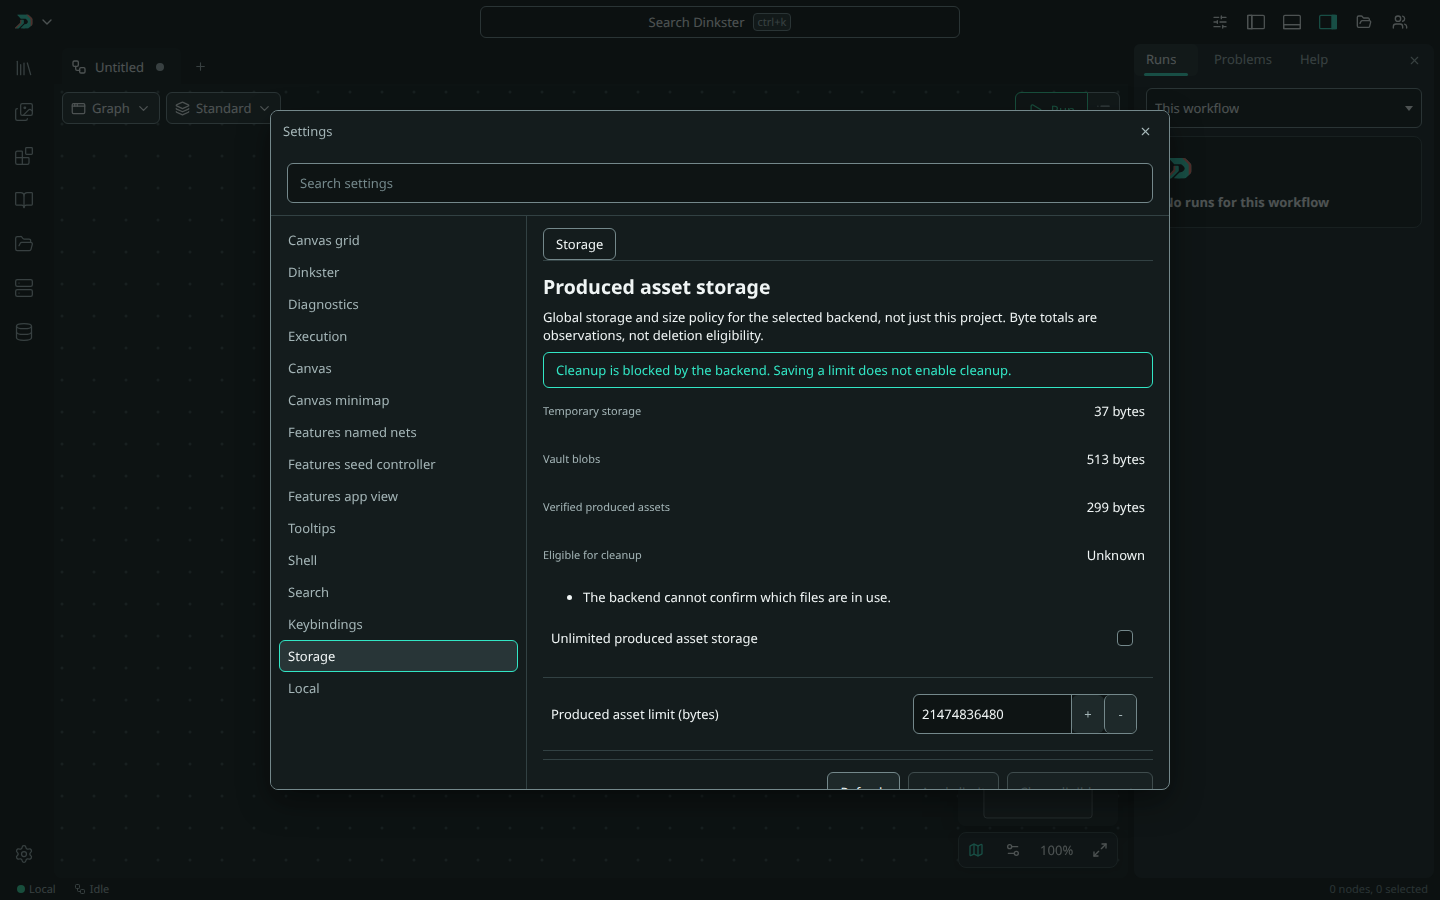 Search Dinkster ctrl+k
Untitled
Runs Problems Help
Graph
Standard
This workflow
No runs for this workflow
Settings
Search settings
Canvas grid
Dinkster
Diagnostics
Execution
Canvas
Canvas minimap
Features named nets
Features seed controller
Features app view
Tooltips
Shell
Search
Keybindings
Storage
Local
Storage
Produced asset storage
Global storage and size policy for the selected backend, not just this project. Byte totals are
observations, not deletion eligibility.
Cleanup is blocked by the backend. Saving a limit does not enable cleanup.
Temporary storage 37 bytes
Vault blobs 513 bytes
Verified produced assets 299 bytes
Eligible for cleanup Unknown
• The backend cannot confirm which files are in use.
Unlimited produced asset storage
Produced asset limit (bytes) 21474836480 + -
100%
Local Idle
0 nodes, 0 selected